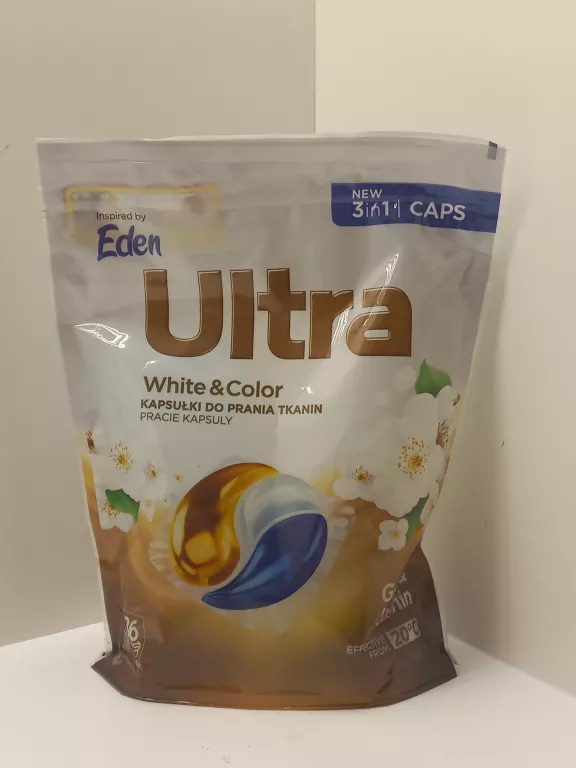 Inspired by
Eden
NEW
3in1 CAPS
Ultra
White & Color
KAPSUŁKI DO PRANIA TKANIN
PRACIE KAPSULY
EFFECTIVE
FROM 20°C